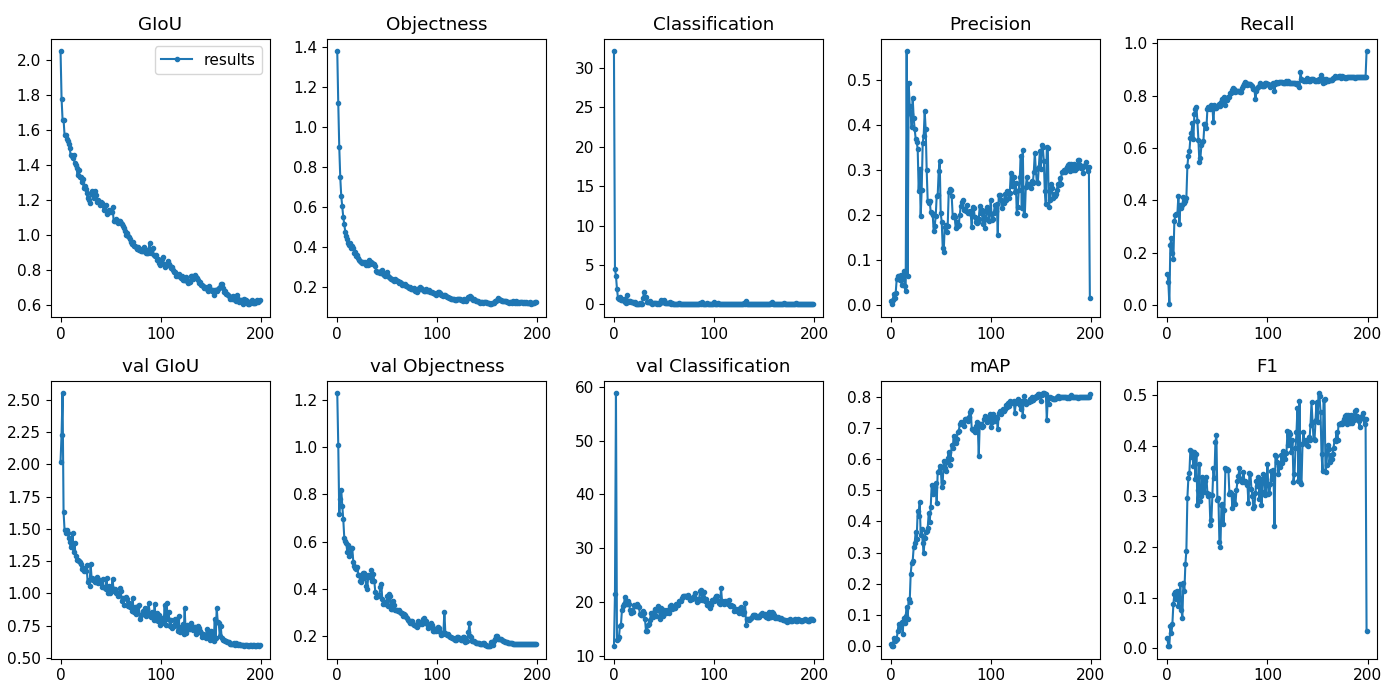 GIoU Objectness Classification Precision Recall
results
2.0 1.8 1.6 1.4 1.2 1.0 0.8 0.6
1.4 1.2 1.0 0.8 0.6 0.4 0.2
30 25 20 15 10 5 0
0.5 0.4 0.3 0.2 0.1 0.0
1.0 0.8 0.6 0.4 0.2 0.0
0 100 200 0 100 200 0 100 200 0 100 200 0 100 200
val GIoU val Objectness val Classification mAP F1
2.50 2.25 2.00 1.75 1.50 1.25 1.00 0.75 0.50
1.2 1.0 0.8 0.6 0.4 0.2
60 50 40 30 20 10
0.8 0.7 0.6 0.5 0.4 0.3 0.2 0.1 0.0
0.5 0.4 0.3 0.2 0.1 0.0
0 100 200 0 100 200 0 100 200 0 100 200 0 100 200